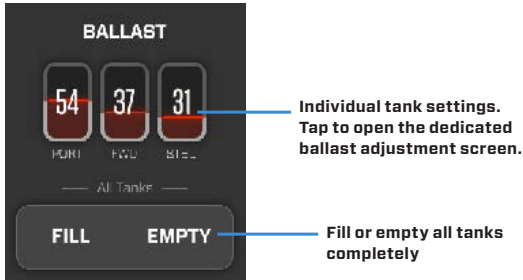 BALLAST
54 37 31
PORT FWD
All Tanks
FILL EMPTY
Individual tank settings.
Tap to open the dedicated
ballast adjustment screen.
Fill or empty all tanks
completely